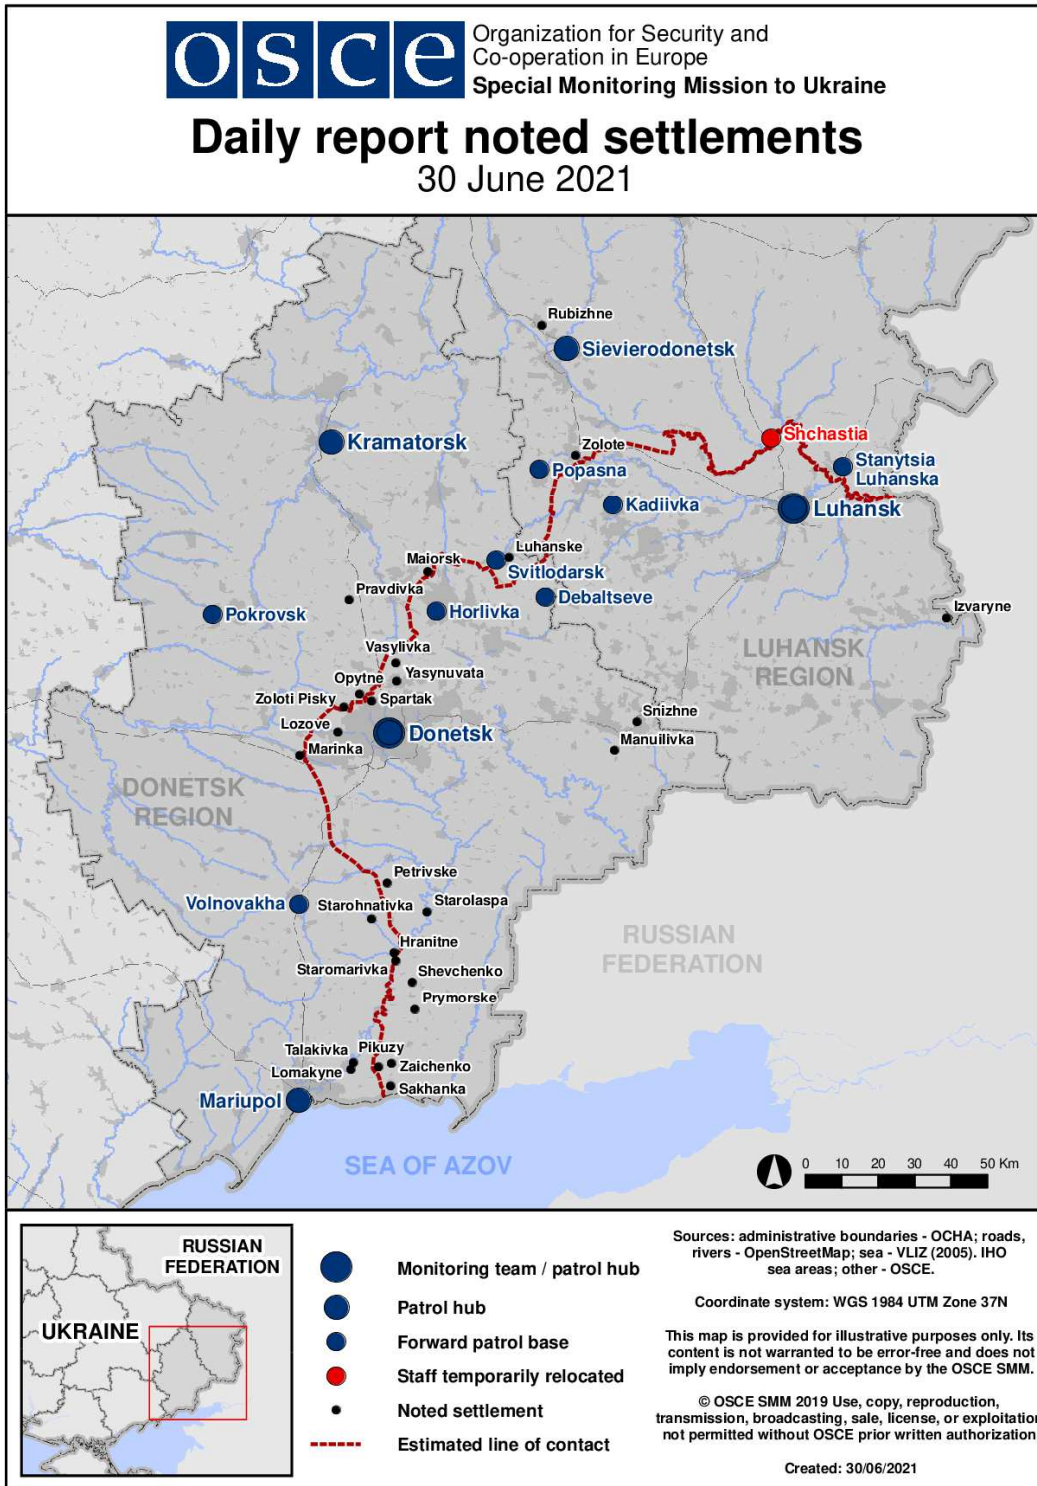 osce
Organization for Security and
Co-operation in Europe
Special Monitoring Mission to Ukraine
Daily report noted settlements
30 June 2021
Rubizhne
Sievierodonetsk
Shchastia
Kramatorsk
Zolote
Popasna
Stanytsia
Luhanska
Kadiivka
Luhansk
Luhanske
Maiorsk
Svitlodarsk
Pravdivka
Debaltseve
Horlivka
Pokrovsk
Izvaryne
LUHANSK
REGION
Vasylivka
Yasynuvata
Opytne
Zoloti Pisky
Spartak
Snizhne
Lozove
Donetsk
Manuilivka
Marinka
DONETSK
REGION
Petrivske
Volnovakha
Starohnativka
Starolaspa
Hranitne
RUSSIAN
FEDERATION
Staromarivka
Shevchenko
Prymorske
Talakivka
Pikuzy
Lomakyne
Zaichenko
Sakhanka
Mariupol
SEA OF AZOV
0 10 20 30 40 50 Km
RUSSIAN
FEDERATION
UKRAINE
Monitoring team / patrol hub
Patrol hub
Forward patrol base
Staff temporarily relocated
Noted settlement
Estimated line of contact
Sources: administrative boundaries - OCHA; roads,
rivers - OpenStreetMap; sea - VLIZ (2005). IHO
sea areas; other - OSCE.
Coordinate system: WGS 1984 UTM Zone 37N
This map is provided for illustrative purposes only. Its
content is not warranted to be error-free and does not
imply endorsement or acceptance by the OSCE SMM.
© OSCE SMM 2019 Use, copy, reproduction,
transmission, broadcasting, sale, license, or exploitation
not permitted without OSCE prior written authorization
Created: 30/06/2021